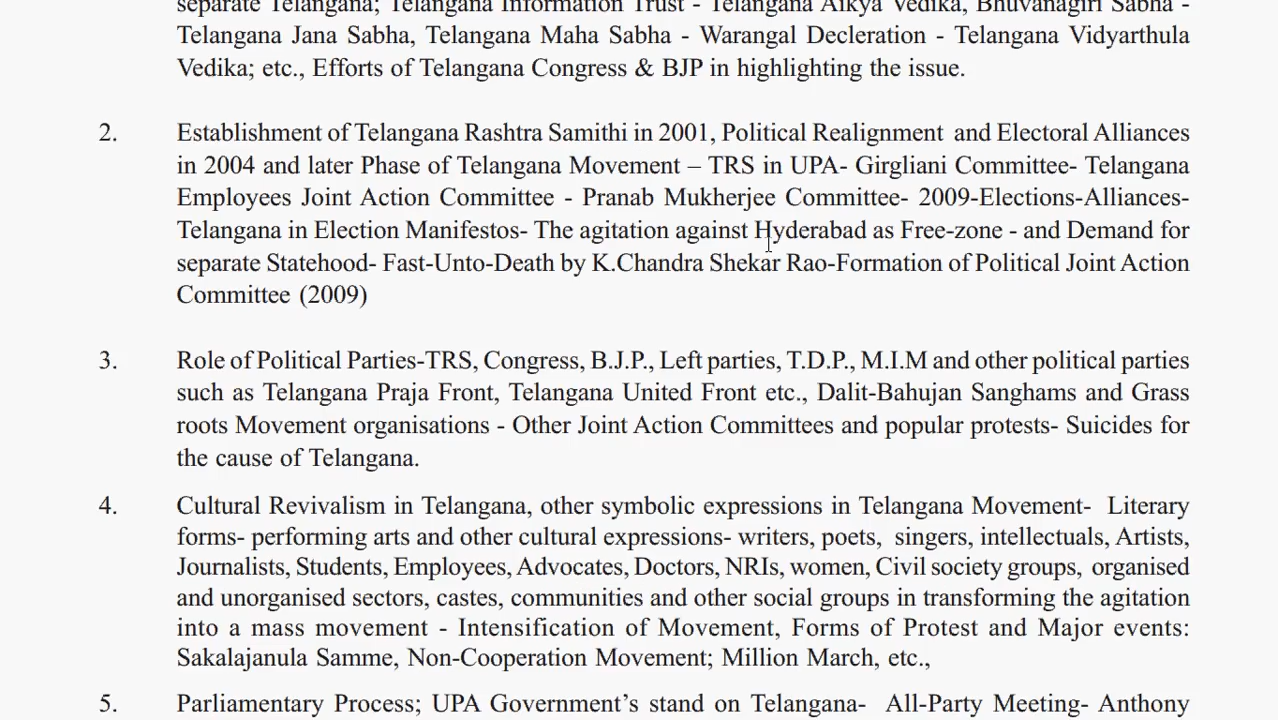 separate Telangana; Telangana Information Trust - Telangana Aikya Vedika, Bhuvanagiri Sabha -
Telangana Jana Sabha, Telangana Maha Sabha - Warangal Decleration - Telangana Vidyarthula
Vedika; etc., Efforts of Telangana Congress & BJP in highlighting the issue.
2. Establishment of Telangana Rashtra Samithi in 2001, Political Realignment and Electoral Alliances
in 2004 and later Phase of Telangana Movement – TRS in UPA- Girgliani Committee- Telangana
Employees Joint Action Committee - Pranab Mukherjee Committee- 2009-Elections-Alliances-
Telangana in Election Manifestos- The agitation against Hyderabad as Free-zone - and Demand for
separate Statehood- Fast-Unto-Death by K.Chandra Shekar Rao-Formation of Political Joint Action
Committee (2009)
3. Role of Political Parties-TRS, Congress, B.J.P., Left parties, T.D.P., M.I.M and other political parties
such as Telangana Praja Front, Telangana United Front etc., Dalit-Bahujan Sanghams and Grass
roots Movement organisations - Other Joint Action Committees and popular protests- Suicides for
the cause of Telangana.
4. Cultural Revivalism in Telangana, other symbolic expressions in Telangana Movement- Literary
forms- performing arts and other cultural expressions- writers, poets, singers, intellectuals, Artists,
Journalists, Students, Employees, Advocates, Doctors, NRIs, women, Civil society groups, organised
and unorganised sectors, castes, communities and other social groups in transforming the agitation
into a mass movement - Intensification of Movement, Forms of Protest and Major events:
Sakalajanula Samme, Non-Cooperation Movement; Million March, etc.,
5. Parliamentary Process; UPA Government’s stand on Telangana- All-Party Meeting- Anthony